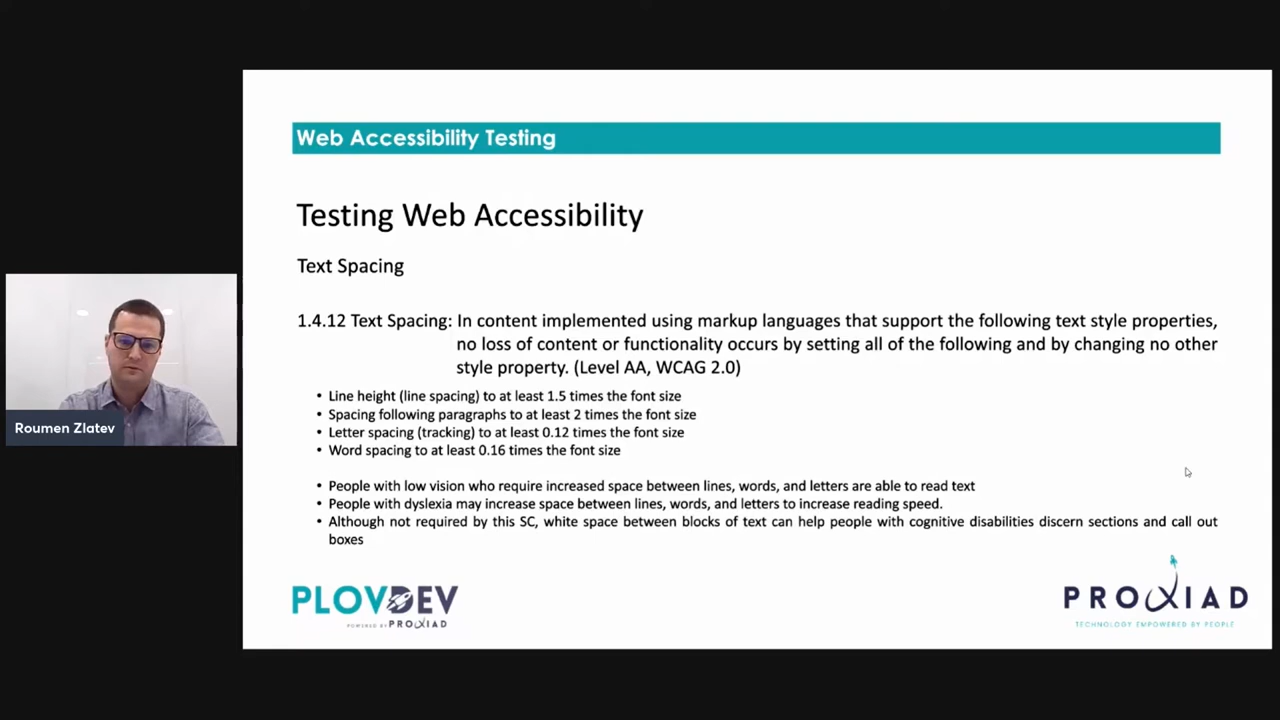 Web Accessibility Testing
Testing Web Accessibility
Text Spacing
1.4.12 Text Spacing: In content implemented using markup languages that support the following text style properties,
no loss of content or functionality occurs by setting all of the following and by changing no other
style property. (Level AA, WCAG 2.0)
• Line height (line spacing) to at least 1.5 times the font size
• Spacing following paragraphs to at least 2 times the font size
• Letter spacing (tracking) to at least 0.12 times the font size
• Word spacing to at least 0.16 times the font size
• People with low vision who require increased space between lines, words, and letters are able to read text
• People with dyslexia may increase space between lines, words, and letters to increase reading speed.
• Although not required by this SC, white space between blocks of text can help people with cognitive disabilities discern sections and call out
boxes
Roumen Zlatev
PLOVDEV
POWERED BY PROXIAD
PROXIAD
TECHNOLOGY EMPOWERED BY PEOPLE